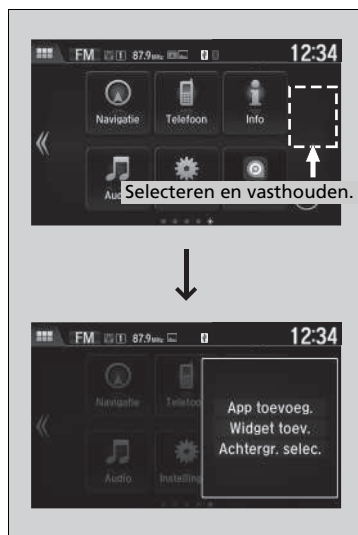 FM 87.9MHz 12:34
Navigatie Telefoon Info
Audio
Selecteren en vasthouden.
FM 87.9MHz 12:34
Navigatie Telefoon
App toevoeg.
Widget toev.
Achtergr. selec.
Audio Instelling